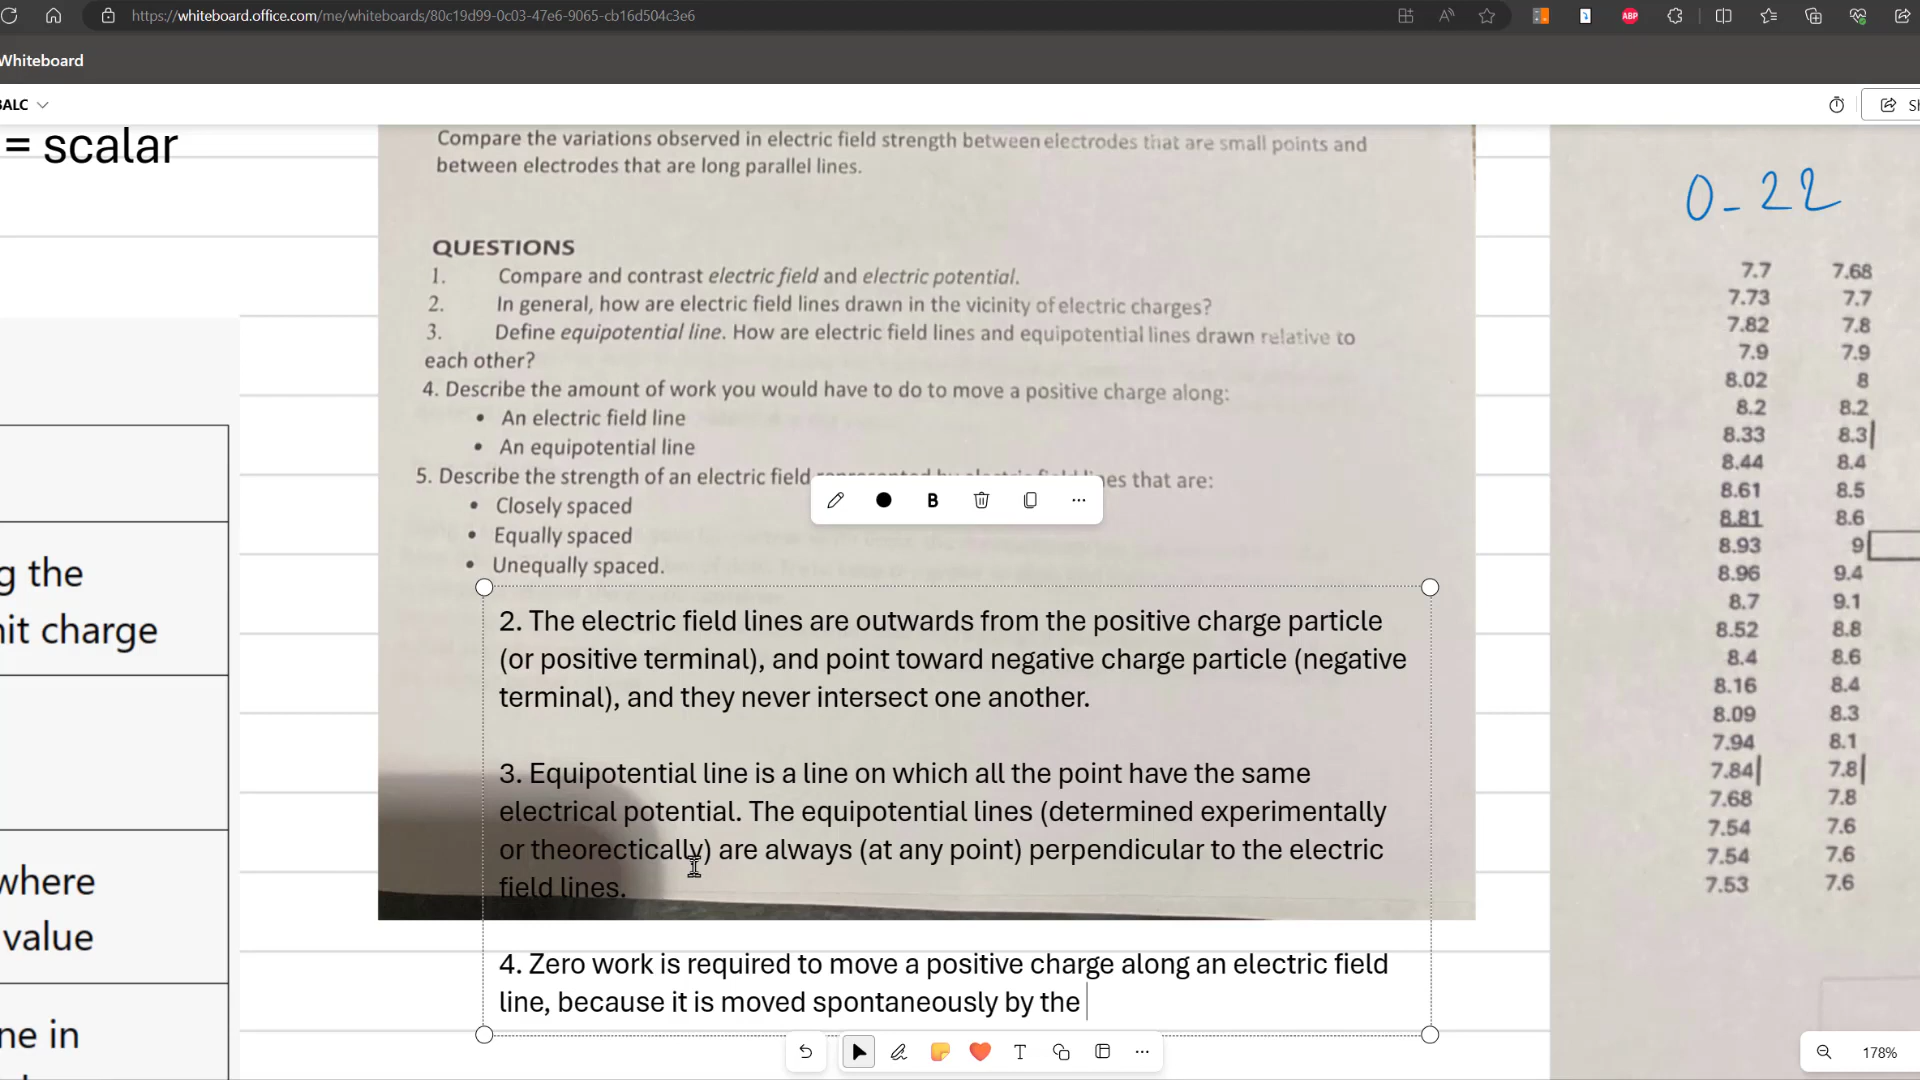 https://whiteboard.office.com/me/whiteboards/80c19d99-0c03-47e6-9065-cb16d504c3e6
ABP
Whiteboard
BALC
= scalar
g the
nit charge
where
value
ne in
Compare the variations observed in electric field strength between electrodes that are small points and
between electrodes that are long parallel lines.
QUESTIONS
1. Compare and contrast electric field and electric potential.
2. In general, how are electric field lines drawn in the vicinity of electric charges?
3. Define equipotential line. How are electric field lines and equipotential lines drawn relative to
each other?
4. Describe the amount of work you would have to do to move a positive charge along:
• An electric field line
• An equipotential line
5. Describe the strength of an electric field lines that are:
B
• Closely spaced
• Equally spaced
• Unequally spaced.
2. The electric field lines are outwards from the positive charge particle
(or positive terminal), and point toward negative charge particle (negative
terminal), and they never intersect one another.
3. Equipotential line is a line on which all the point have the same
electrical potential. The equipotential lines (determined experimentally
or theorectically) are always (at any point) perpendicular to the electric
field lines.
4. Zero work is required to move a positive charge along an electric field
line, because it is moved spontaneously by the
0-22
7.7 7.68
7.73 7.7
7.82 7.8
7.9 7.9
8.02 8
8.2 8.2
8.33 8.3
8.44 8.4
8.61 8.5
8.81 8.6
8.93 9
8.96 9.4
8.7 9.1
8.52 8.8
8.4 8.6
8.16 8.4
8.09 8.3
7.94 8.1
7.84 7.8
7.68 7.8
7.54 7.6
7.54 7.6
7.53 7.6
T
178%